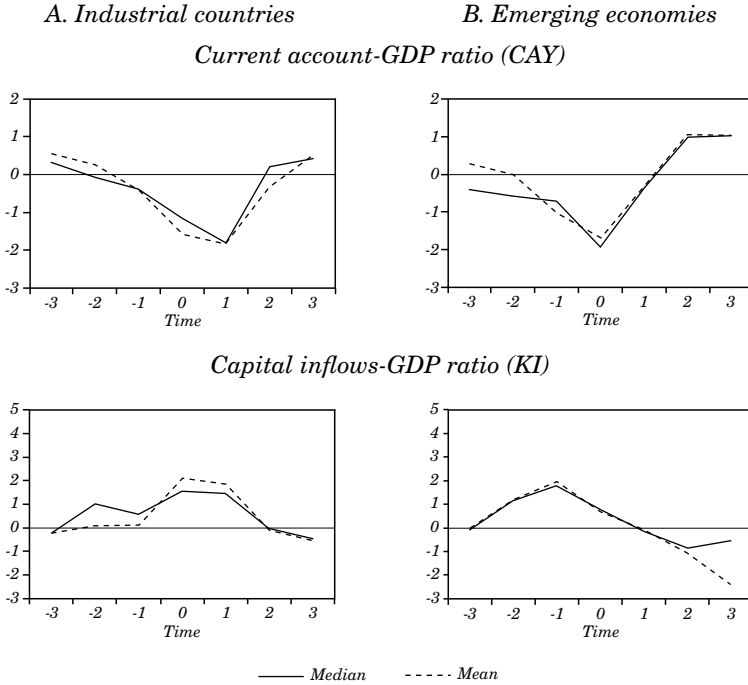 A. Industrial countries B. Emerging economies
Current account-GDP ratio (CAY)
2 2
1 1
0 0
-1 -1
-2 -2
-3 -3
-3 -2 -1 0 1 2 3 -3 -2 -1 0 1 2 3
Time Time
Capital inflows-GDP ratio (KI)
5 5
4 4
3 3
2 2
1 1
0 0
-1 -1
-2 -2
-3 -3
-3 -2 -1 0 1 2 3 -3 -2 -1 0 1 2 3
Time Time
Median Mean